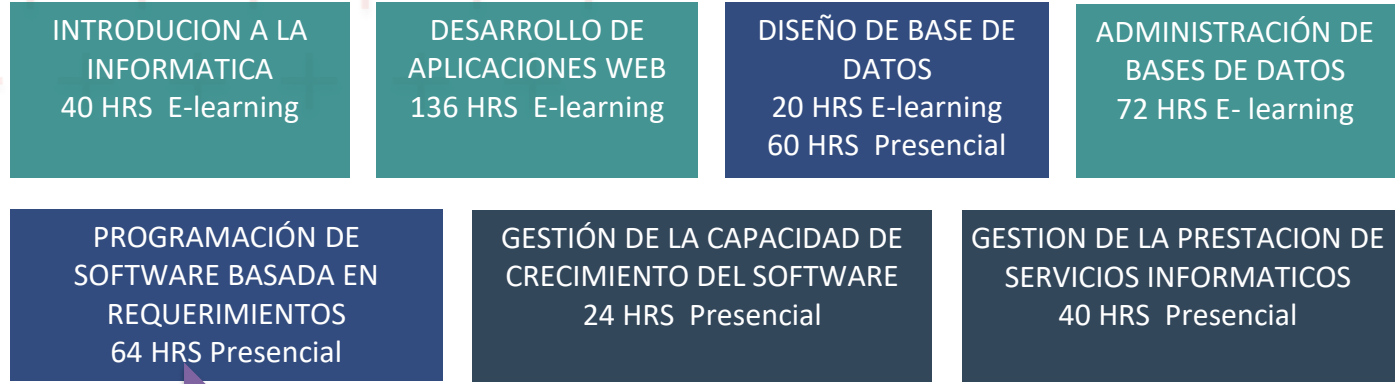 INTRODUCION A LA
INFORMATICA
40 HRS E-learning
DESARROLLO DE
APLICACIONES WEB
136 HRS E-learning
DISEÑO DE BASE DE
DATOS
20 HRS E-learning
60 HRS Presencial
ADMINISTRACIÓN DE
BASES DE DATOS
72 HRS E- learning
PROGRAMACIÓN DE
SOFTWARE BASADA EN
REQUERIMIENTOS
64 HRS Presencial
GESTIÓN DE LA CAPACIDAD DE
CRECIMIENTO DEL SOFTWARE
24 HRS Presencial
GESTION DE LA PRESTACION DE
SERVICIOS INFORMATICOS
40 HRS Presencial